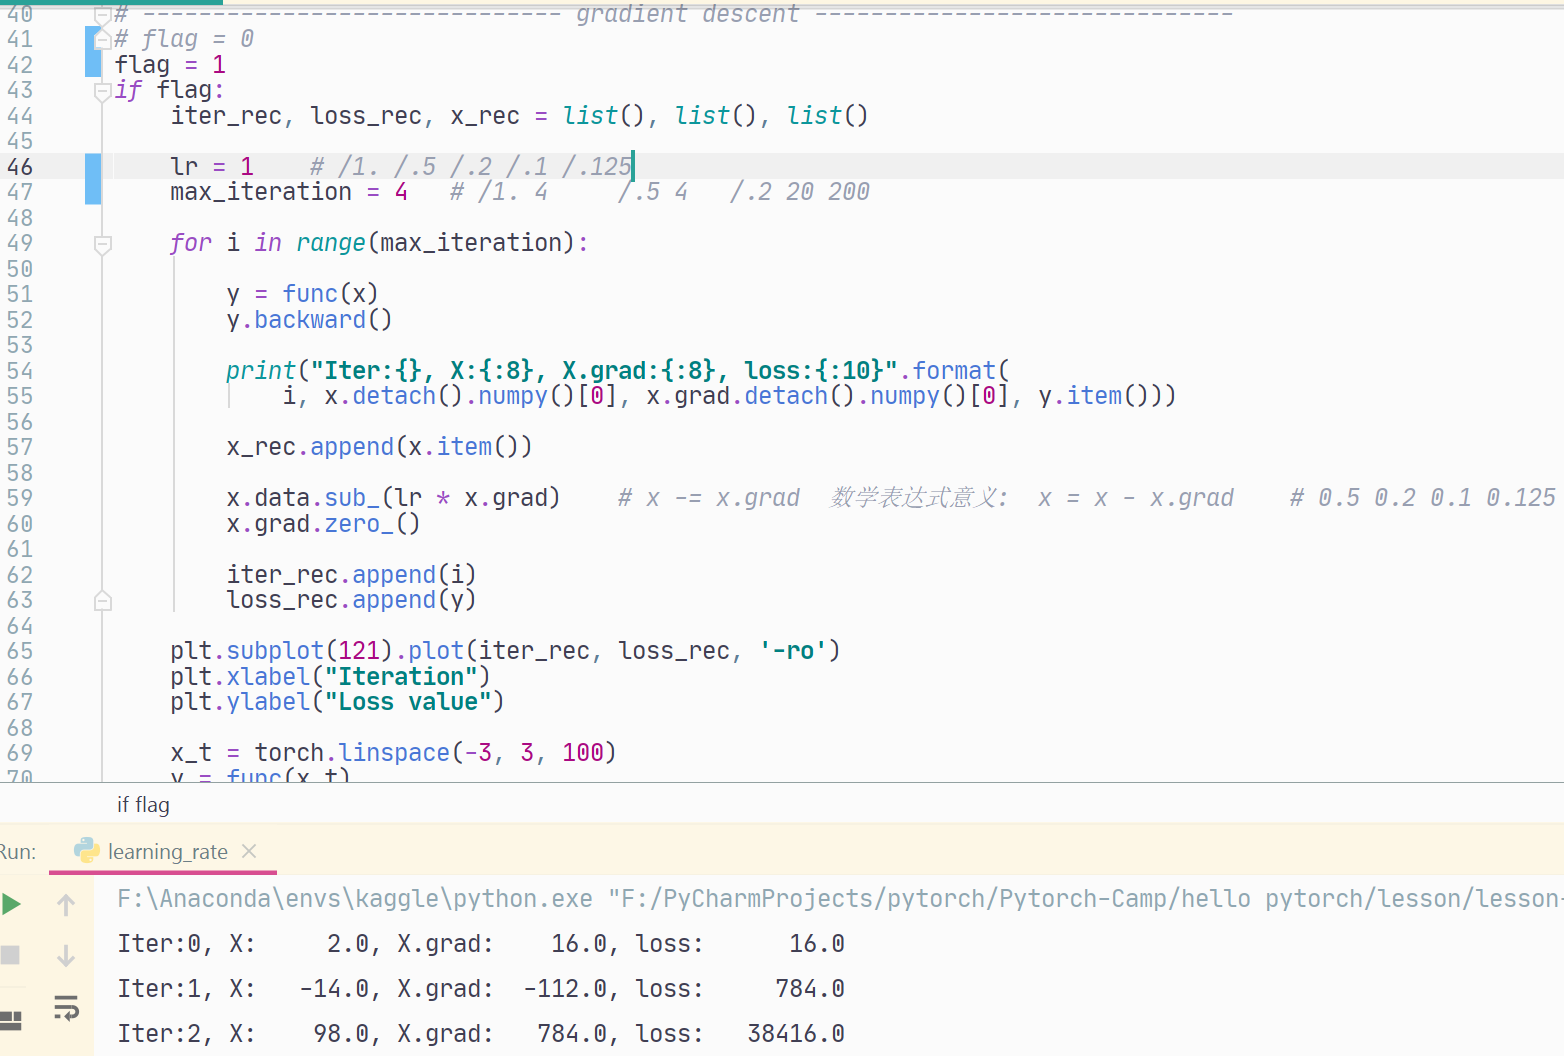 40 # ------------------------------ gradient descent ------------------------------
41 # flag = 0
42 flag = 1
43 if flag:
44     iter_rec, loss_rec, x_rec = list(), list(), list()
45
46     lr = 1    # /1. /.5 /.2 /.1 /.125
47     max_iteration = 4   # /1. 4     /.5 4   /.2 20 200
48
49     for i in range(max_iteration):
50
51         y = func(x)
52         y.backward()
53
54         print("Iter:{}, X:{:8}, X.grad:{:8}, loss:{:10}".format(
55             i, x.detach().numpy()[0], x.grad.detach().numpy()[0], y.item()))
56
57         x_rec.append(x.item())
58
59         x.data.sub_(lr * x.grad)    # x -= x.grad  数学表达式意义:  x = x - x.grad    # 0.5 0.2 0.1 0.125
60         x.grad.zero_()
61
62         iter_rec.append(i)
63         loss_rec.append(y)
64
65     plt.subplot(121).plot(iter_rec, loss_rec, '-ro')
66     plt.xlabel("Iteration")
67     plt.ylabel("Loss value")
68
69     x_t = torch.linspace(-3, 3, 100)
70     y = func(x_t)
if flag
Run: learning_rate
F:\Anaconda\envs\kaggle\python.exe "F:/PyCharmProjects/pytorch/Pytorch-Camp/hello pytorch/lesson/lesson-
Iter:0, X:     2.0, X.grad:    16.0, loss:      16.0
Iter:1, X:   -14.0, X.grad:  -112.0, loss:     784.0
Iter:2, X:    98.0, X.grad:   784.0, loss:   38416.0